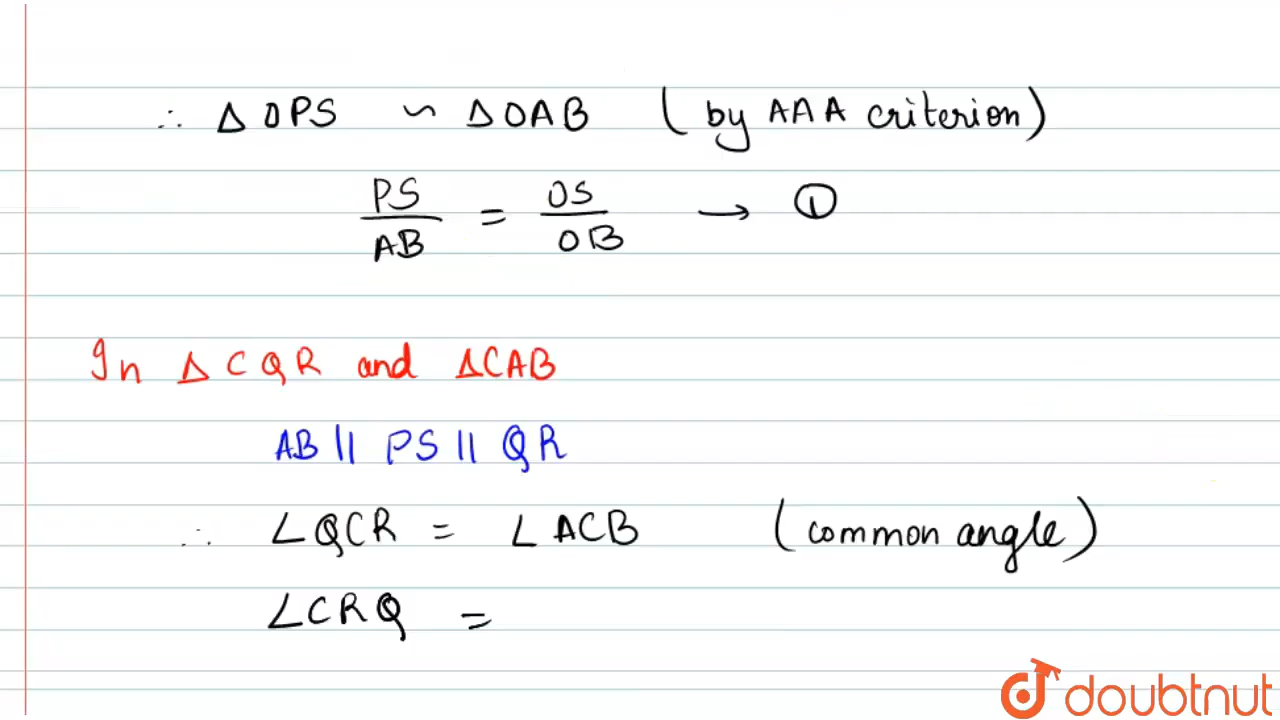 ∴ Δ OPS ∽ Δ OAB (by AAA criterion)
PS/AB = OS/OB → ①
In Δ CQR and Δ CAB
AB || PS || QR
∴ ∠QCR = ∠ACB (common angle)
∠CRQ =
doubtnut